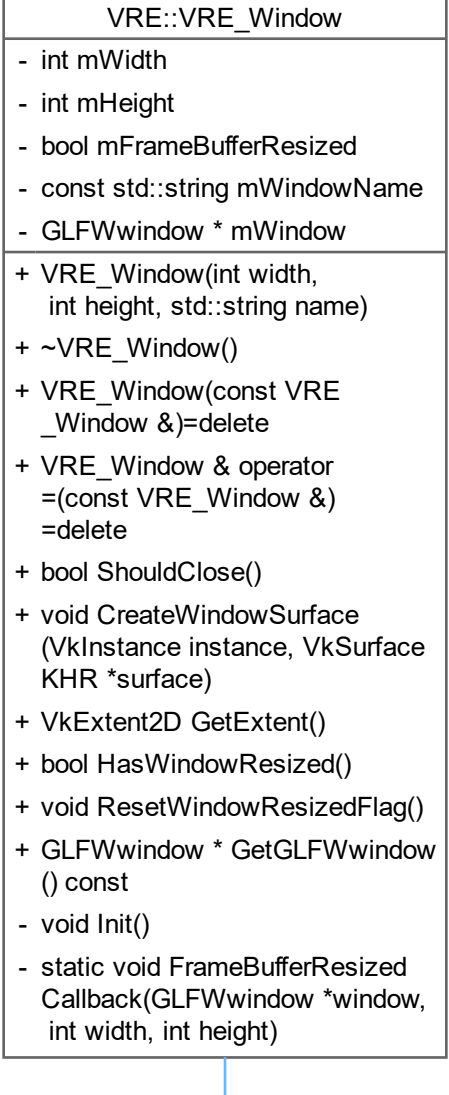 VRE::VRE_Window
- int mWidth
- int mHeight
- bool mFrameBufferResized
- const std::string mWindowName
- GLFWwindow * mWindow
+ VRE_Window(int width,
int height, std::string name)
+ ~VRE_Window()
+ VRE_Window(const VRE
_Window &)=delete
+ VRE_Window & operator
=(const VRE_Window &)
=delete
+ bool ShouldClose()
+ void CreateWindowSurface
(VkInstance instance, VkSurface
KHR *surface)
+ VkExtent2D GetExtent()
+ bool HasWindowResized()
+ void ResetWindowResizedFlag()
+ GLFWwindow * GetGLFWwindow
() const
- void Init()
- static void FrameBufferResized
Callback(GLFWwindow *window,
int width, int height)